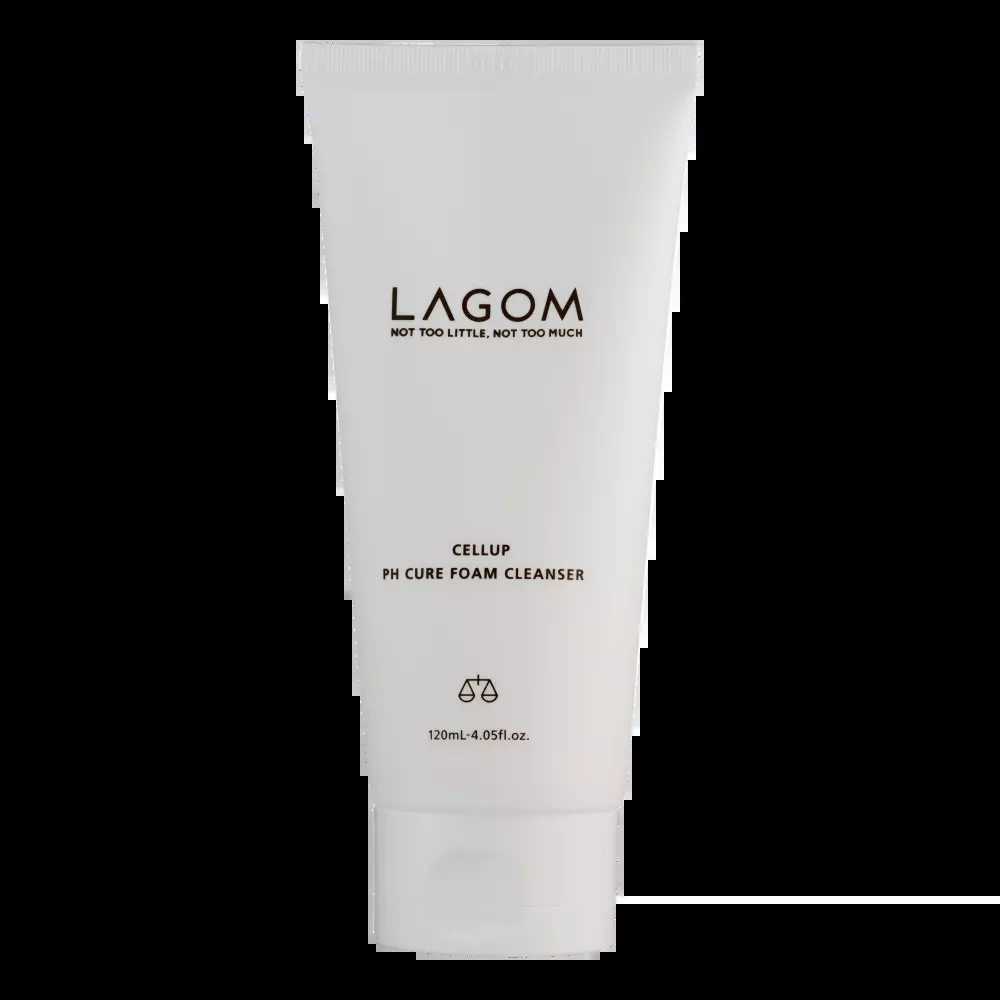 LAGOM
NOT TOO LITTLE, NOT TOO MUCH
CELLUP
PH CURE FOAM CLEANSER
120mL-4.05fl.oz.